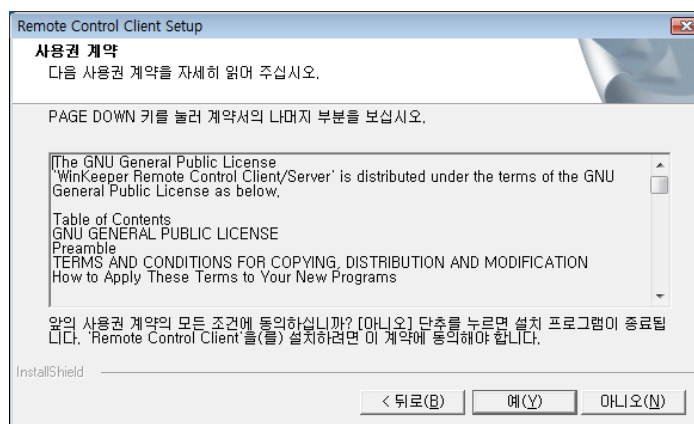 Remote Control Client Setup
사용권 계약
다음 사용권 계약을 자세히 읽어 주십시오.
PAGE DOWN 키를 눌러 계약서의 나머지 부분을 보십시오.
The GNU General Public License
'WinKeeper Remote Control Client/Server' is distributed under the terms of the GNU
General Public License as below.
Table of Contents
GNU GENERAL PUBLIC LICENSE
Preamble
TERMS AND CONDITIONS FOR COPYING, DISTRIBUTION AND MODIFICATION
How to Apply These Terms to Your New Programs
앞의 사용권 계약의 모든 조건에 동의하십니까? [아니오] 단추를 누르면 설치 프로그램이 종료됩
니다. 'Remote Control Client'을(를) 설치하려면 이 계약에 동의해야 합니다.
InstallShield
< 뒤로(B) 예(Y) 아니오(N)